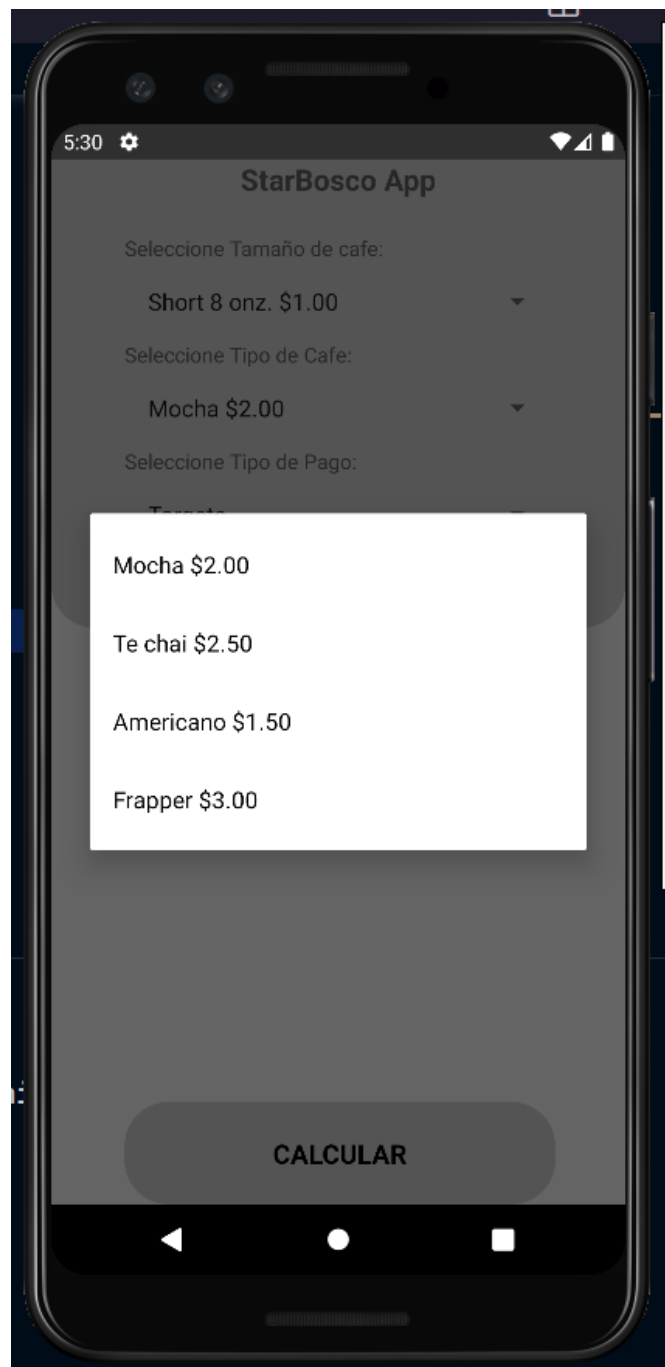 5:30
StarBosco App
Seleccione Tamaño de cafe:
Short 8 onz. $1.00
Seleccione Tipo de Cafe:
Mocha $2.00
Seleccione Tipo de Pago:
Mocha $2.00
Te chai $2.50
Americano $1.50
Frapper $3.00
CALCULAR